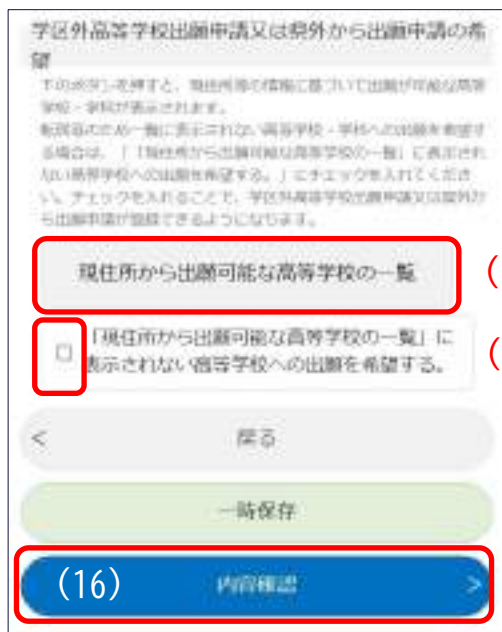 学区外高等学校出願申請又は県外から出願申請の希
望
下のボタンを押すと、現住所等の情報に基づいて出願が可能な高等
学校・学科が表示されます。
転居等のため一覧に表示されない高等学校・学科への出願を希望す
る場合は、「「現住所から出願可能な高等学校の一覧」に表示され
ない高等学校への出願を希望する。」にチェックを入れてくださ
い。チェックを入れることで、学区外高等学校出願申請又は県外か
ら出願申請が登録できるようになります。
現住所から出願可能な高等学校の一覧
(
「現住所から出願可能な高等学校の一覧」に
表示されない高等学校への出願を希望する。
(
< 戻る
一時保存
(16) 内容確認 >